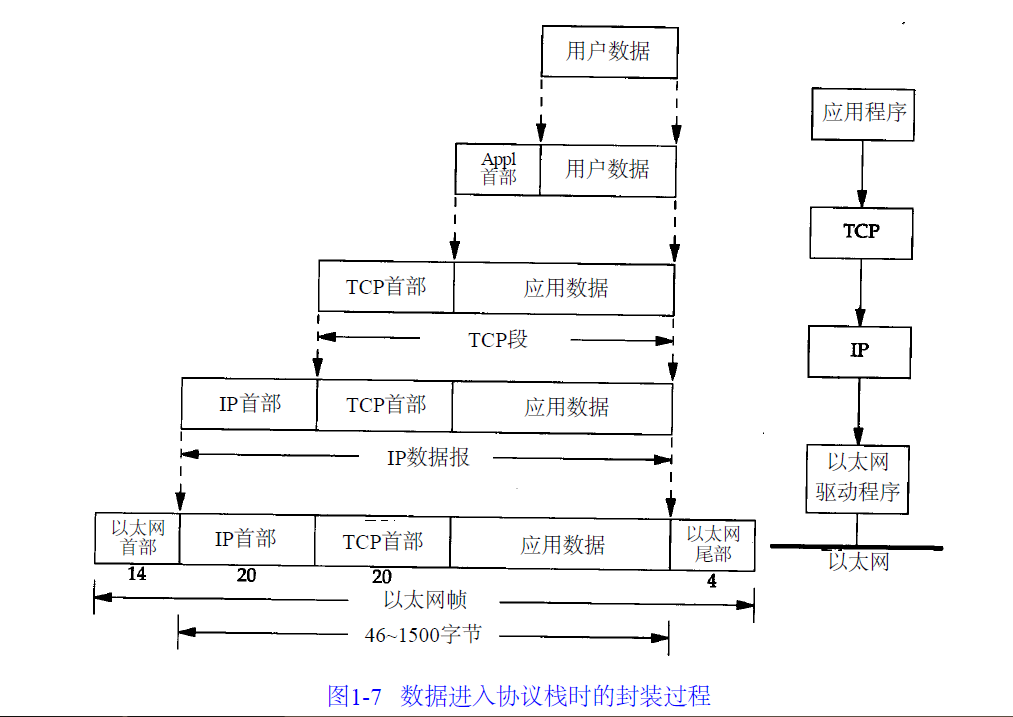 用户数据
应用程序
Appl
首部
用户数据
TCP
TCP首部
应用数据
TCP段
IP
IP首部
TCP首部
应用数据
IP数据报
以太网
驱动程序
以太网
首部
IP首部
TCP首部
应用数据
以太网
尾部
以太网
14
20
20
4
以太网帧
46~1500字节
图1-7 数据进入协议栈时的封装过程